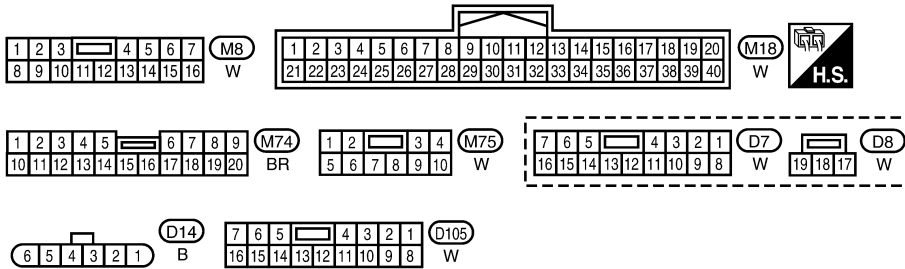 1 2 3 4 5 6 7 M8
8 9 10 11 12 13 14 15 16 W
1 2 3 4 5 6 7 8 9 10 11 12 13 14 15 16 17 18 19 20 M18
21 22 23 24 25 26 27 28 29 30 31 32 33 34 35 36 37 38 39 40 W
H.S.
1 2 3 4 5 6 7 8 9 M74
10 11 12 13 14 15 16 17 18 19 20 BR
1 2 3 4 M75
5 6 7 8 9 10 W
7 6 5 4 3 2 1 D7
16 15 14 13 12 11 10 9 8 W
D8
19 18 17 W
6 5 4 3 2 1 D14
B
7 6 5 4 3 2 1 D105
16 15 14 13 12 11 10 9 8 W